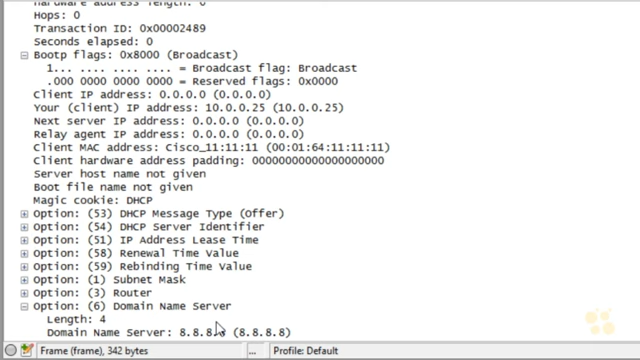 Hardware address length: 6
Hops: 0
Transaction ID: 0x00002489
Seconds elapsed: 0
Bootp flags: 0x8000 (Broadcast)
1... .... .... .... = Broadcast flag: Broadcast
.000 0000 0000 0000 = Reserved flags: 0x0000
Client IP address: 0.0.0.0 (0.0.0.0)
Your (client) IP address: 10.0.0.25 (10.0.0.25)
Next server IP address: 0.0.0.0 (0.0.0.0)
Relay agent IP address: 0.0.0.0 (0.0.0.0)
Client MAC address: Cisco_11:11:11 (00:01:64:11:11:11)
Client hardware address padding: 00000000000000000000
Server host name not given
Boot file name not given
Magic cookie: DHCP
Option: (53) DHCP Message Type (Offer)
Option: (54) DHCP Server Identifier
Option: (51) IP Address Lease Time
Option: (58) Renewal Time Value
Option: (59) Rebinding Time Value
Option: (1) Subnet Mask
Option: (3) Router
Option: (6) Domain Name Server
Length: 4
Domain Name Server: 8.8.8.8 (8.8.8.8)
Frame (frame), 342 bytes ... Profile: Default